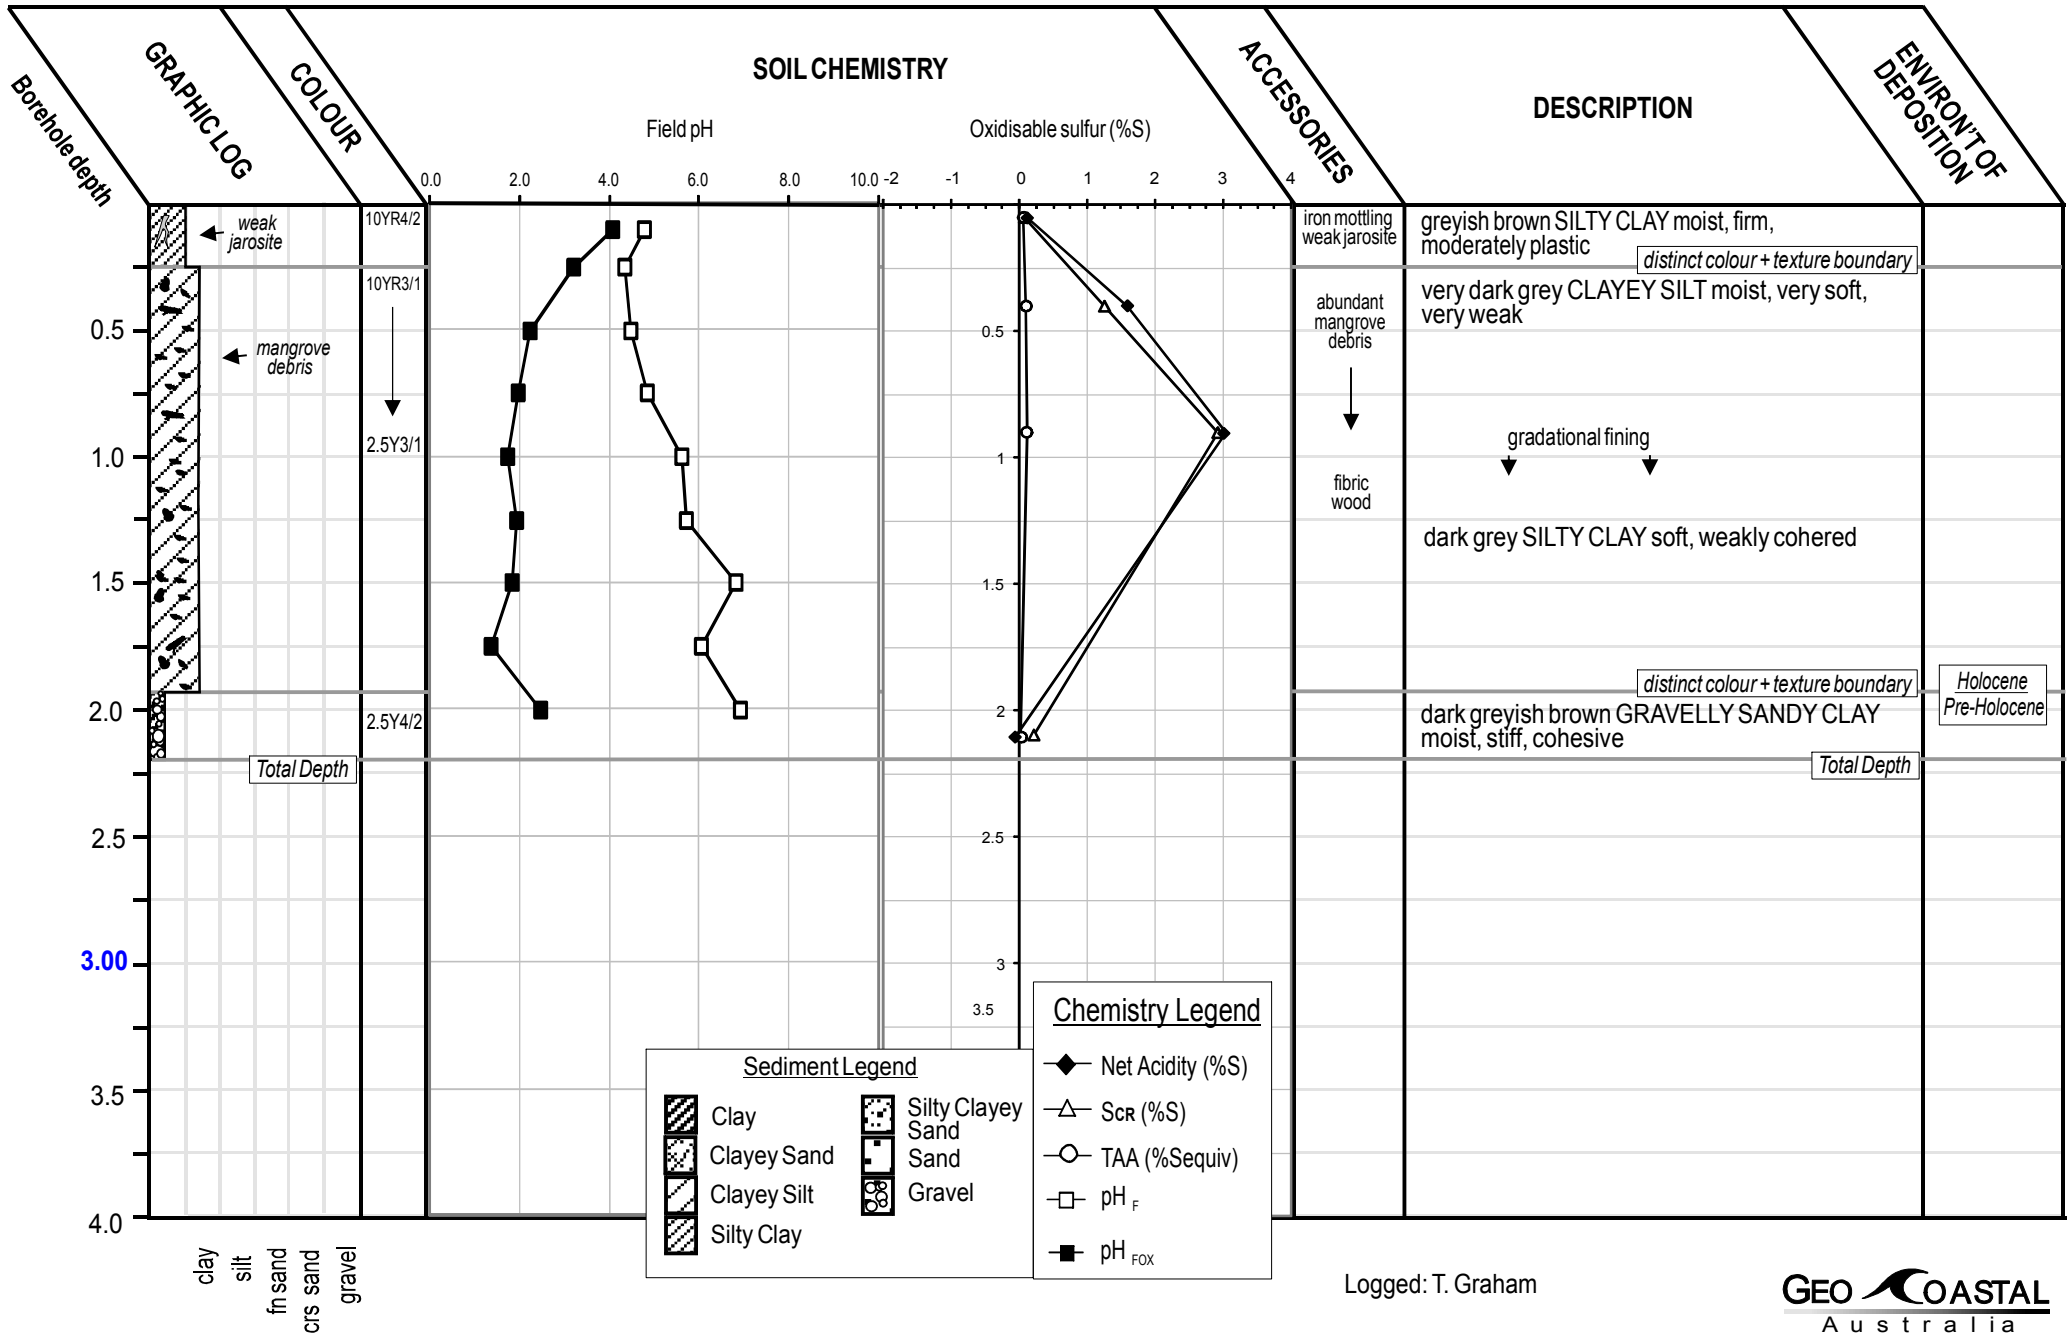 Borehole depth
GRAPHIC LOG
COLOUR
SOIL CHEMISTRY
ACCESSORIES
DESCRIPTION
ENVIRON'T OF
DEPOSITION
Field pH
Oxidisable sulfur (%S)
0.0 2.0 4.0 6.0 8.0 10.0
-2 -1 0 1 2 3 4
weak
jarosite
10YR4/2
iron mottling
weak jarosite
greyish brown SILTY CLAY moist, firm,
moderately plastic
distinct colour + texture boundary
10YR3/1
very dark grey CLAYEY SILT moist, very soft,
very weak
abundant
mangrove
debris
0.5
0.5
mangrove
debris
gradational fining
2.5Y3/1
1.0
1
fibric
wood
dark grey SILTY CLAY soft, weakly cohered
1.5
1.5
distinct colour + texture boundary
Holocene
Pre-Holocene
2.0
2.5Y4/2
2
dark greyish brown GRAVELLY SANDY CLAY
moist, stiff, cohesive
Total Depth
Total Depth
2.5
2.5
3.00
3
3.5
3.5
4.0
Chemistry Legend
Net Acidity (%S)
SCR (%S)
TAA (%Sequiv)
pH F
pH FOX
Sediment Legend
Clay
Clayey Sand
Clayey Silt
Silty Clay
Silty Clayey
Sand
Sand
Gravel
clay
silt
fn sand
crs sand
gravel
Logged: T. Graham
GEO COASTAL
Australia